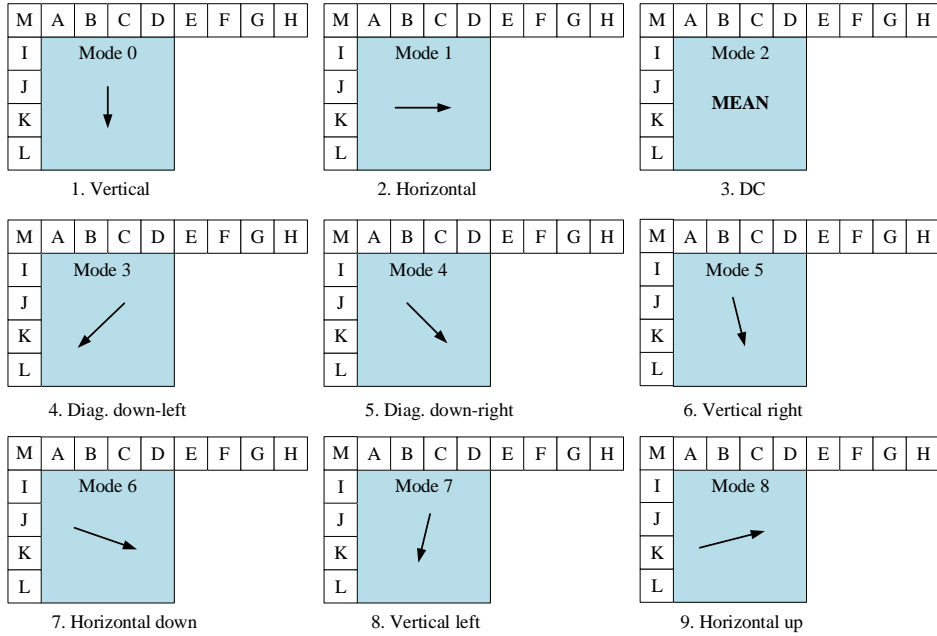 M A B C D E F G H M A B C D E F G H M A B C D E F G H
I Mode 0 I Mode 1 I Mode 2
J J J
MEAN
K K K
L L L
1. Vertical 2. Horizontal 3. DC
M A B C D E F G H M A B C D E F G H M A B C D E F G H
I Mode 3 I Mode 4 I Mode 5
J J J
K K K
L L L
4. Diag. down-left 5. Diag. down-right 6. Vertical right
M A B C D E F G H M A B C D E F G H M A B C D E F G H
I Mode 6 I Mode 7 I Mode 8
J J J
K K K
L L L
7. Horizontal down 8. Vertical left 9. Horizontal up